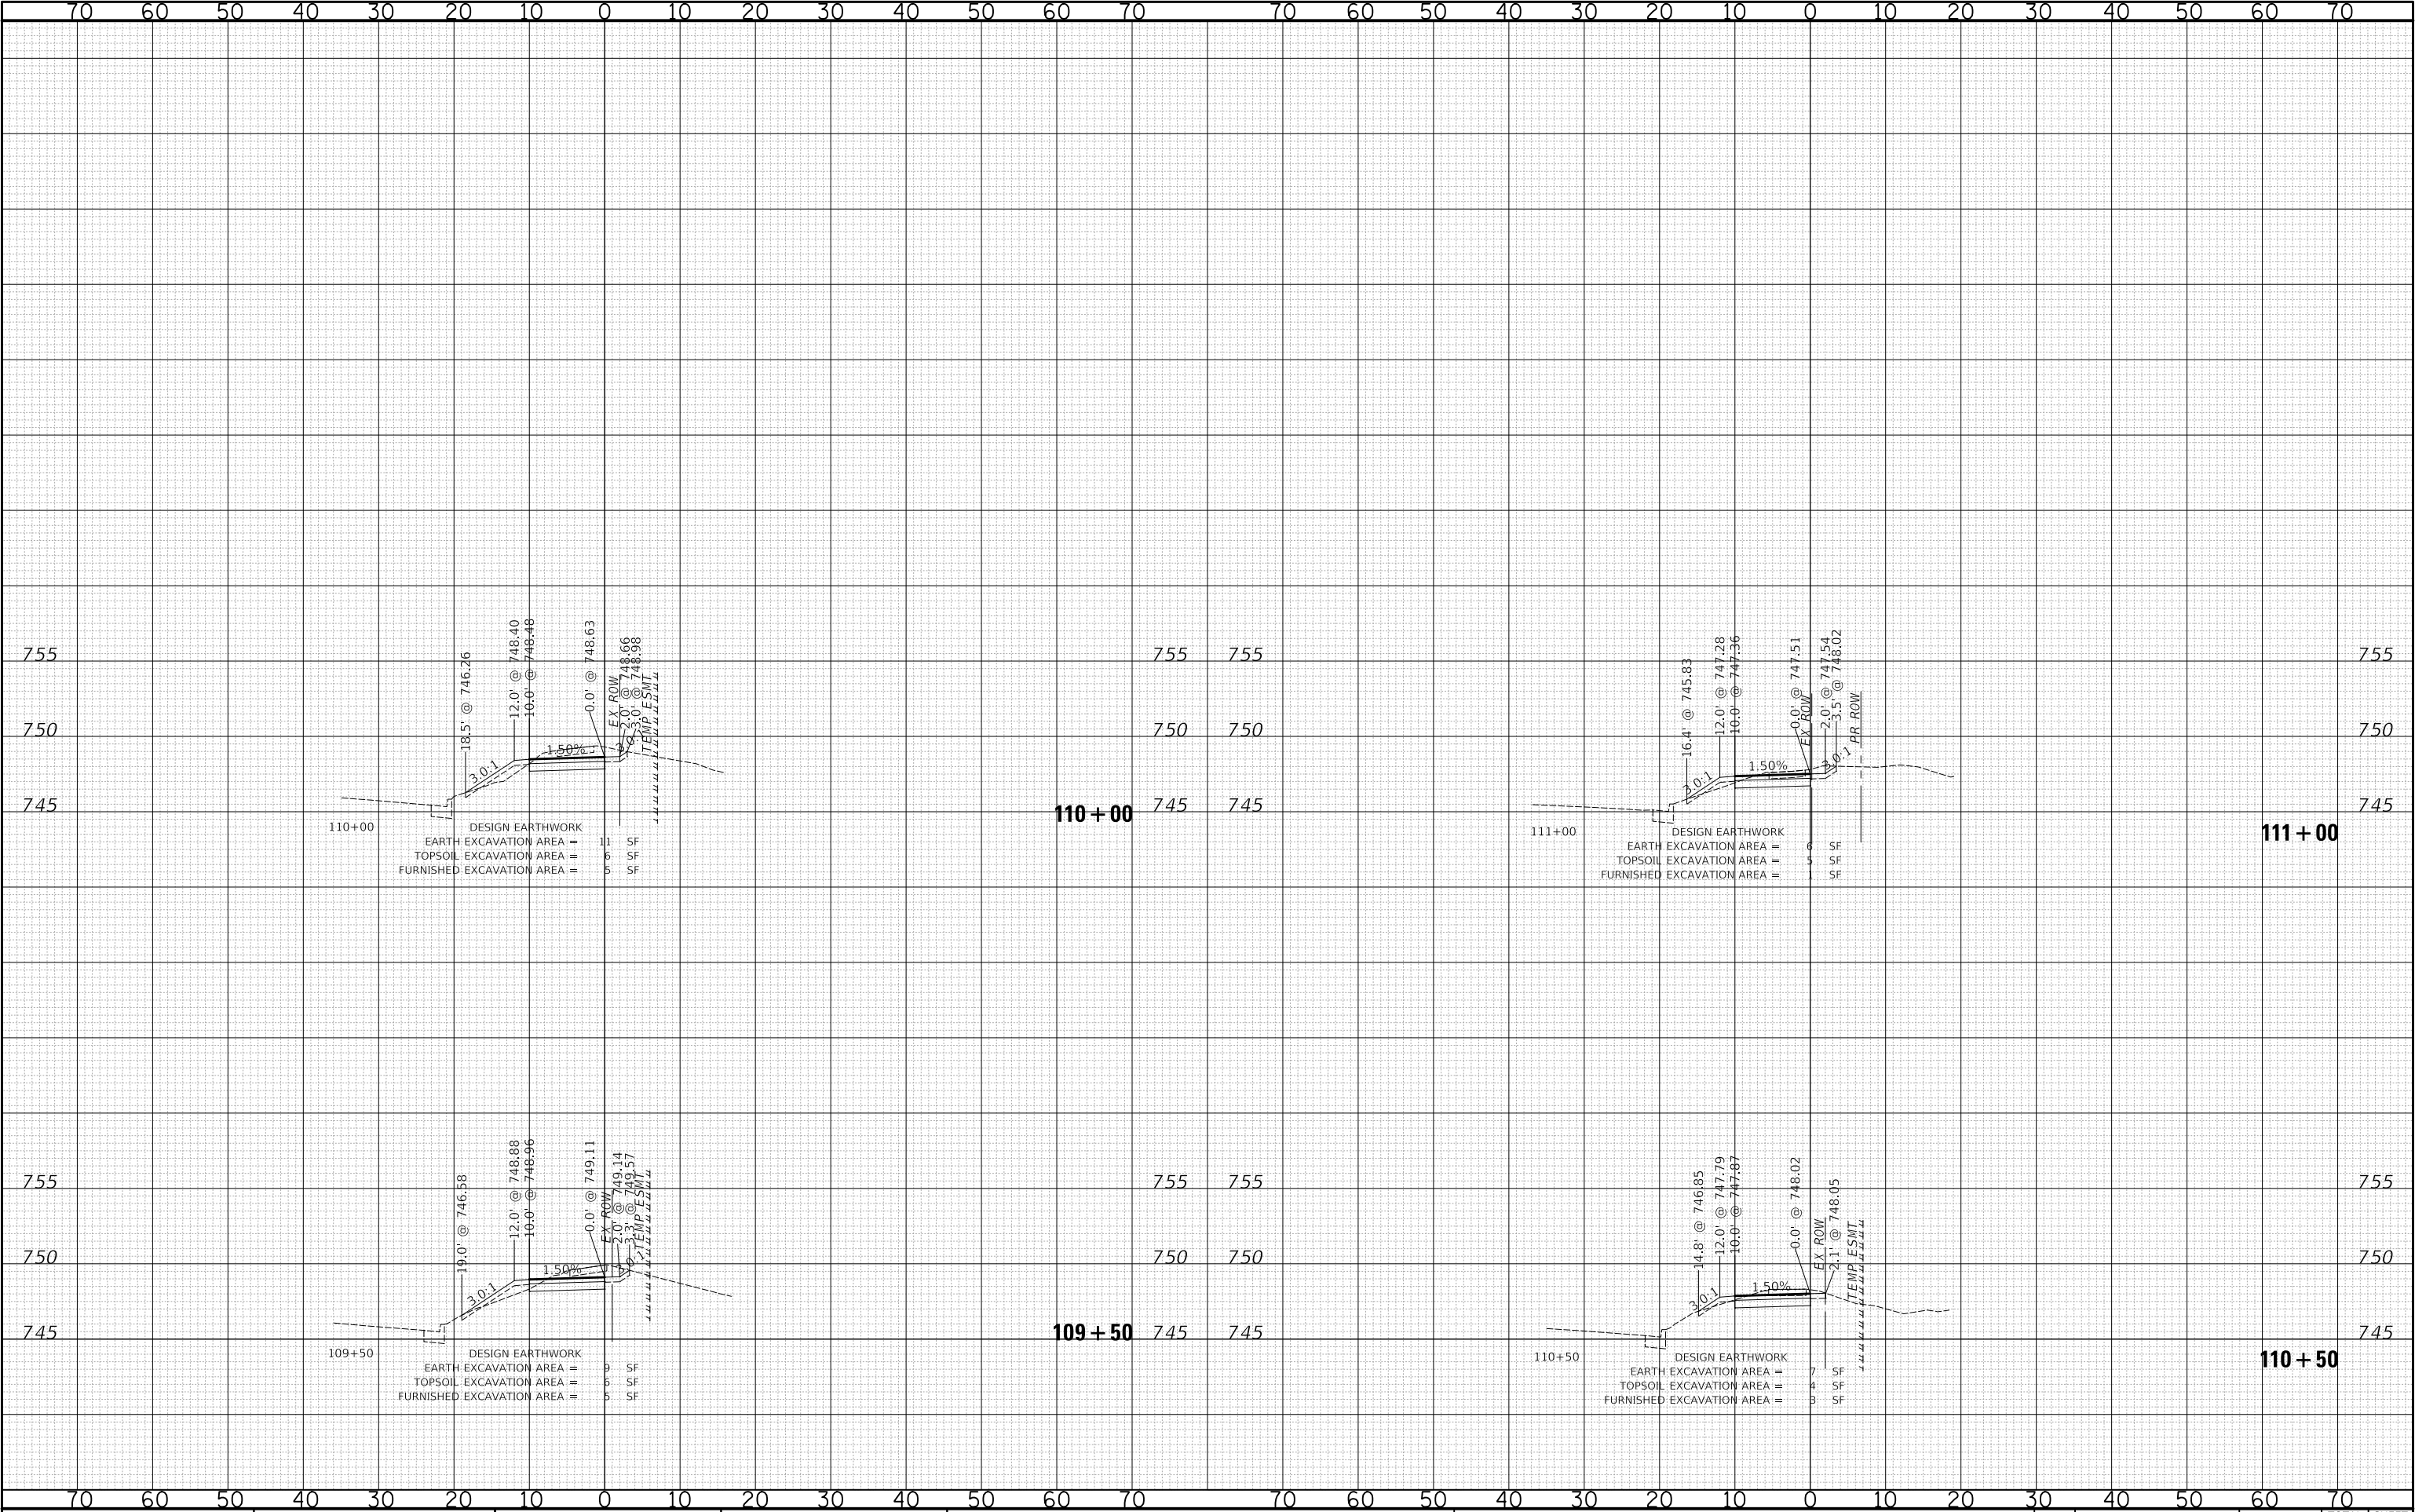 70 60 50 40 30 20 10 0 10 20 30 40 50 60 70 70 60 50 40 30 20 10 0 10 20 30 40 50 60 70
18.5' @ 746.26
12.0' @ 748.40
10.0' @ 748.48
0.0' @ 748.63
EX ROW
2.0' @ 748.66
3.0' @ 748.98
TEMP ESMT
3.0:1
1.50%
3.0:1
755 755
750 750
745 745
110+00
110+00
DESIGN EARTHWORK
EARTH EXCAVATION AREA = 11 SF
TOPSOIL EXCAVATION AREA = 6 SF
FURNISHED EXCAVATION AREA = 5 SF
16.4' @ 745.83
12.0' @ 747.28
10.0' @ 747.36
0.0' @ 747.51
EX ROW
2.0' @ 747.54
3.5' @ 748.02
PR ROW
3.0:1
1.50%
3.0:1
755 755
750 750
745 745
111+00
111+00
DESIGN EARTHWORK
EARTH EXCAVATION AREA = 6 SF
TOPSOIL EXCAVATION AREA = 5 SF
FURNISHED EXCAVATION AREA = 1 SF
19.0' @ 746.58
12.0' @ 748.88
10.0' @ 748.96
0.0' @ 749.11
EX ROW
2.0' @ 749.14
3.3' @ 749.57
TEMP ESMT
3.0:1
1.50%
3.0:1
755 755
750 750
745 745
109+50
109+50
DESIGN EARTHWORK
EARTH EXCAVATION AREA = 9 SF
TOPSOIL EXCAVATION AREA = 6 SF
FURNISHED EXCAVATION AREA = 5 SF
14.8' @ 746.85
12.0' @ 747.79
10.0' @ 747.87
0.0' @ 748.02
EX ROW
2.1' @ 748.05
TEMP ESMT
3.0:1
1.50%
755 755
750 750
745 745
110+50
110+50
DESIGN EARTHWORK
EARTH EXCAVATION AREA = 7 SF
TOPSOIL EXCAVATION AREA = 4 SF
FURNISHED EXCAVATION AREA = 3 SF
70 60 50 40 30 20 10 0 10 20 30 40 50 60 70 70 60 50 40 30 20 10 0 10 20 30 40 50 60 70